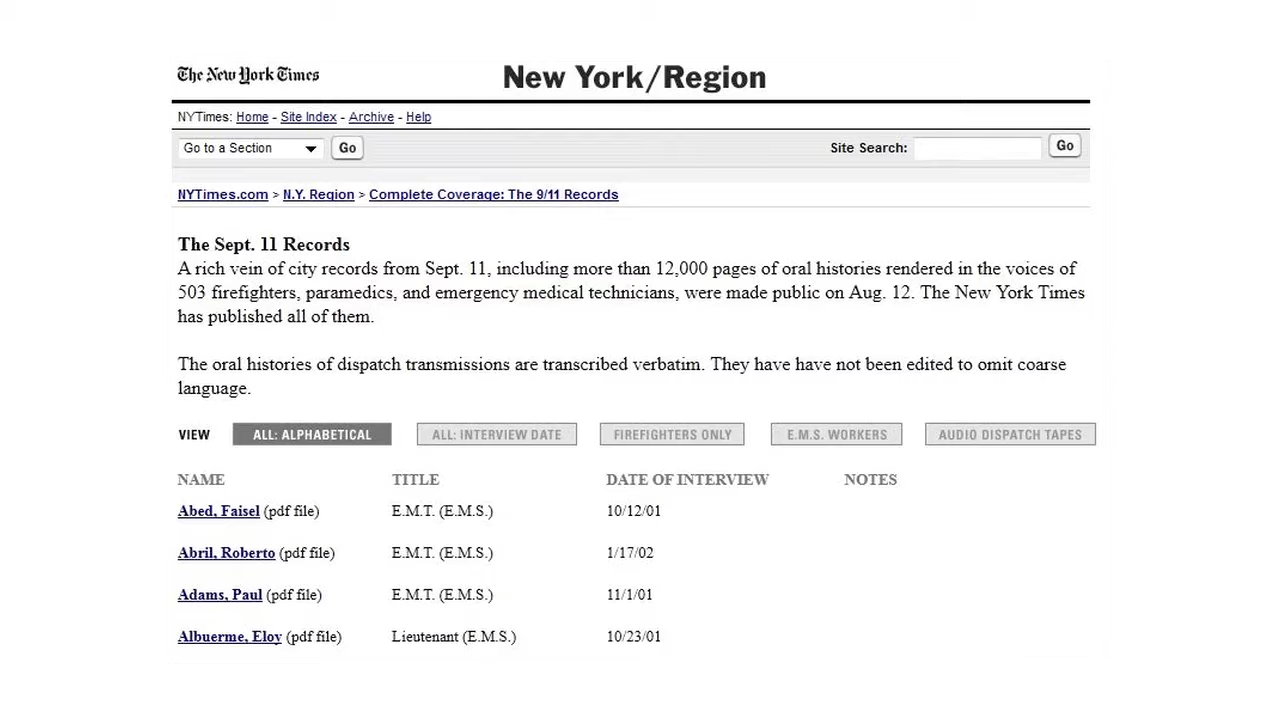 The New York Times
New York/Region
NYTimes: Home - Site Index - Archive - Help
Go to a Section Go Site Search: Go
NYTimes.com > N.Y. Region > Complete Coverage: The 9/11 Records
The Sept. 11 Records
A rich vein of city records from Sept. 11, including more than 12,000 pages of oral histories rendered in the voices of
503 firefighters, paramedics, and emergency medical technicians, were made public on Aug. 12. The New York Times
has published all of them.
The oral histories of dispatch transmissions are transcribed verbatim. They have have not been edited to omit coarse
language.
VIEW ALL: ALPHABETICAL ALL: INTERVIEW DATE FIREFIGHTERS ONLY E.M.S. WORKERS AUDIO DISPATCH TAPES
NAME TITLE DATE OF INTERVIEW NOTES
Abed, Faisel (pdf file) E.M.T. (E.M.S.) 10/12/01
Abril, Roberto (pdf file) E.M.T. (E.M.S.) 1/17/02
Adams, Paul (pdf file) E.M.T. (E.M.S.) 11/1/01
Albuerme, Eloy (pdf file) Lieutenant (E.M.S.) 10/23/01